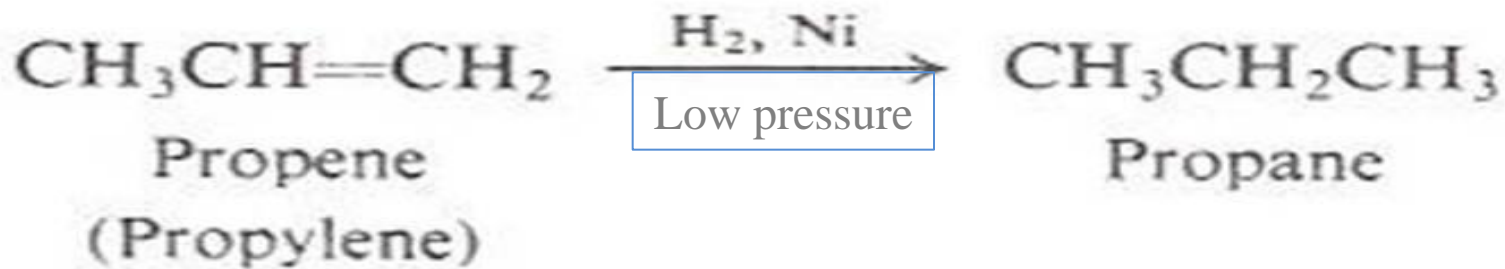 CH₃CH=CH₂ H₂, Ni CH₃CH₂CH₃
Low pressure
Propene Propane
(Propylene)